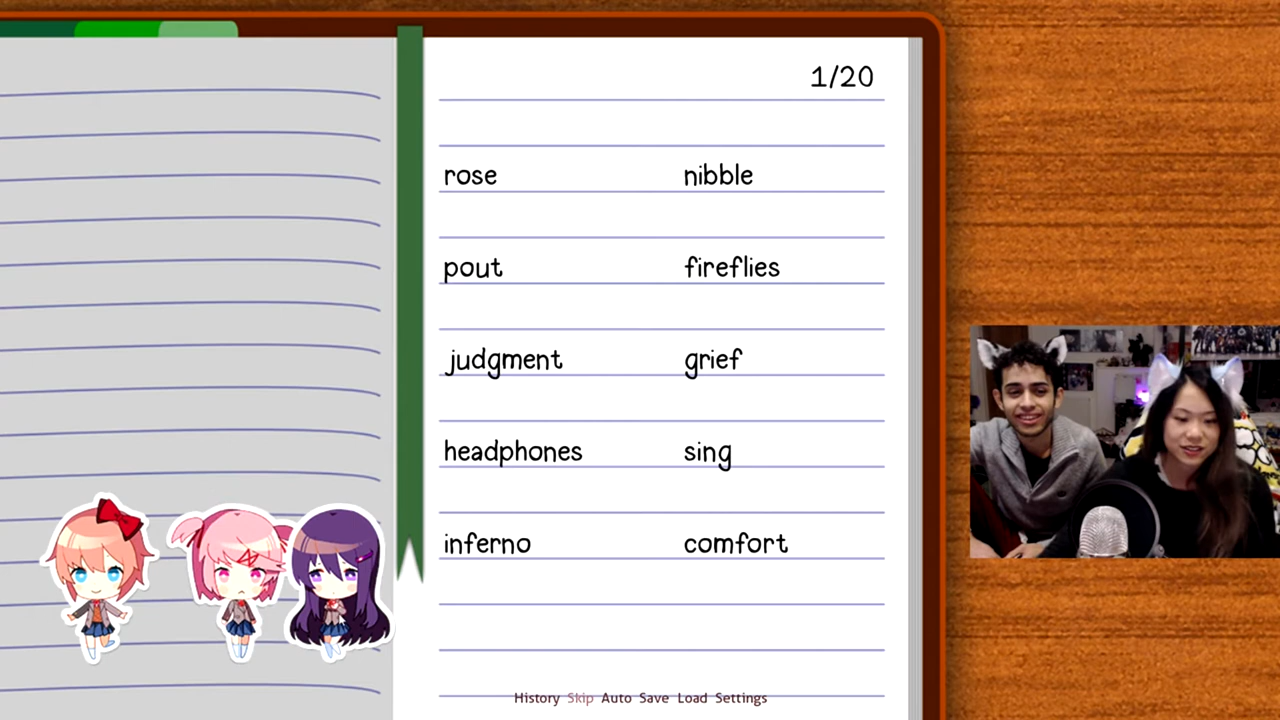 1/20
rose nibble
pout fireflies
judgment grief
headphones sing
inferno comfort
History Skip Auto Save Load Settings